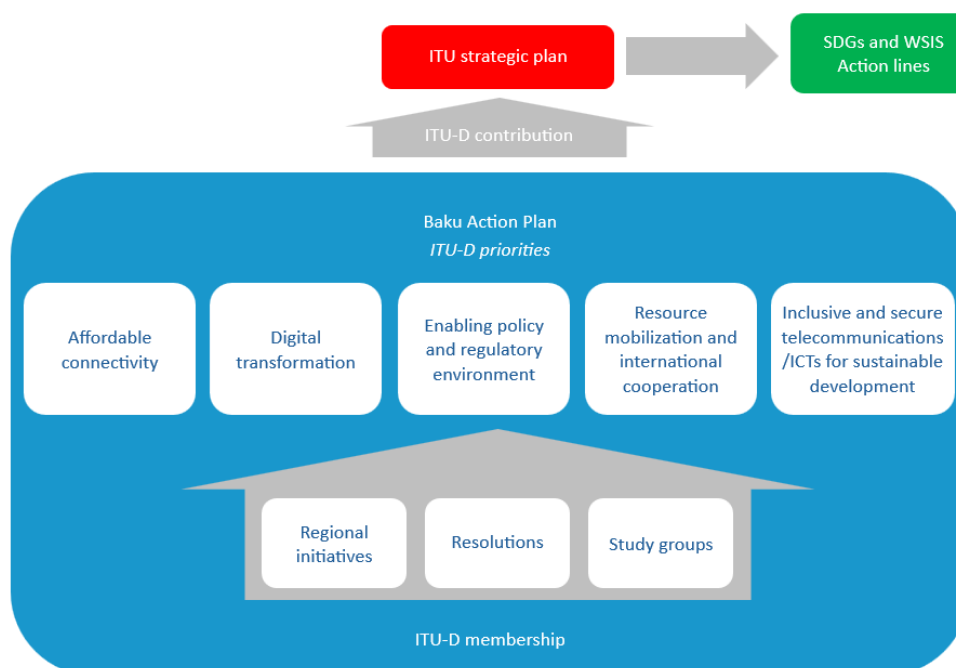 ITU strategic plan
SDGs and WSIS
Action lines
ITU-D contribution
Baku Action Plan
ITU-D priorities
Affordable
connectivity
Digital
transformation
Enabling policy
and regulatory
environment
Resource
mobilization and
international
cooperation
Inclusive and secure
telecommunications
/ICTs for sustainable
development
Regional
initiatives
Resolutions
Study groups
ITU-D membership